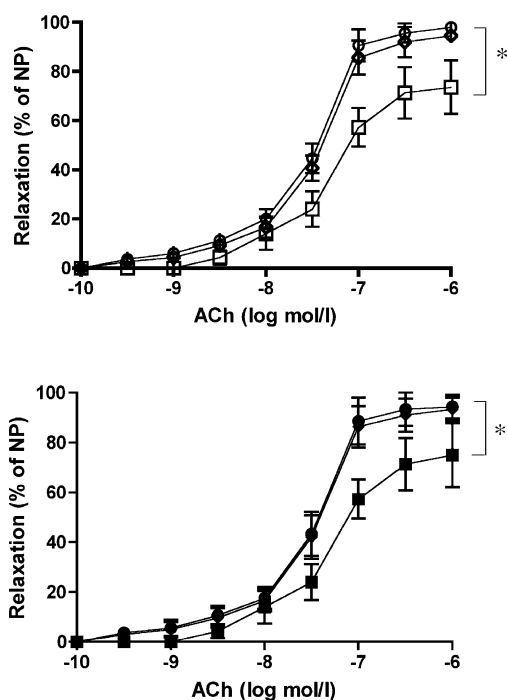 100
80
60
40
20
0
Relaxation (% of NP)
*
-10 -9 -8 -7 -6
ACh (log mol/l)
100
80
60
40
20
0
Relaxation (% of NP)
*
-10 -9 -8 -7 -6
ACh (log mol/l)